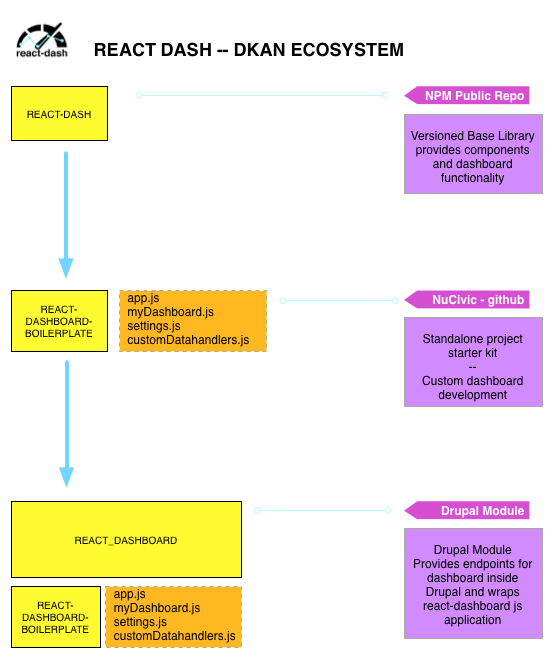 react-dash
REACT DASH -- DKAN ECOSYSTEM
REACT-DASH
NPM Public Repo
Versioned Base Library
provides components
and dashboard
functionality
REACT-
DASHBOARD-
BOILERPLATE
app.js
myDashboard.js
settings.js
customDatahandlers.js
NuCivic - github
Standalone project
starter kit
--
Custom dashboard
development
REACT_DASHBOARD
Drupal Module
Drupal Module
Provides endpoints for
dashboard inside
Drupal and wraps
react-dashboard js
application
REACT-
DASHBOARD-
BOILERPLATE
app.js
myDashboard.js
settings.js
customDatahandlers.js